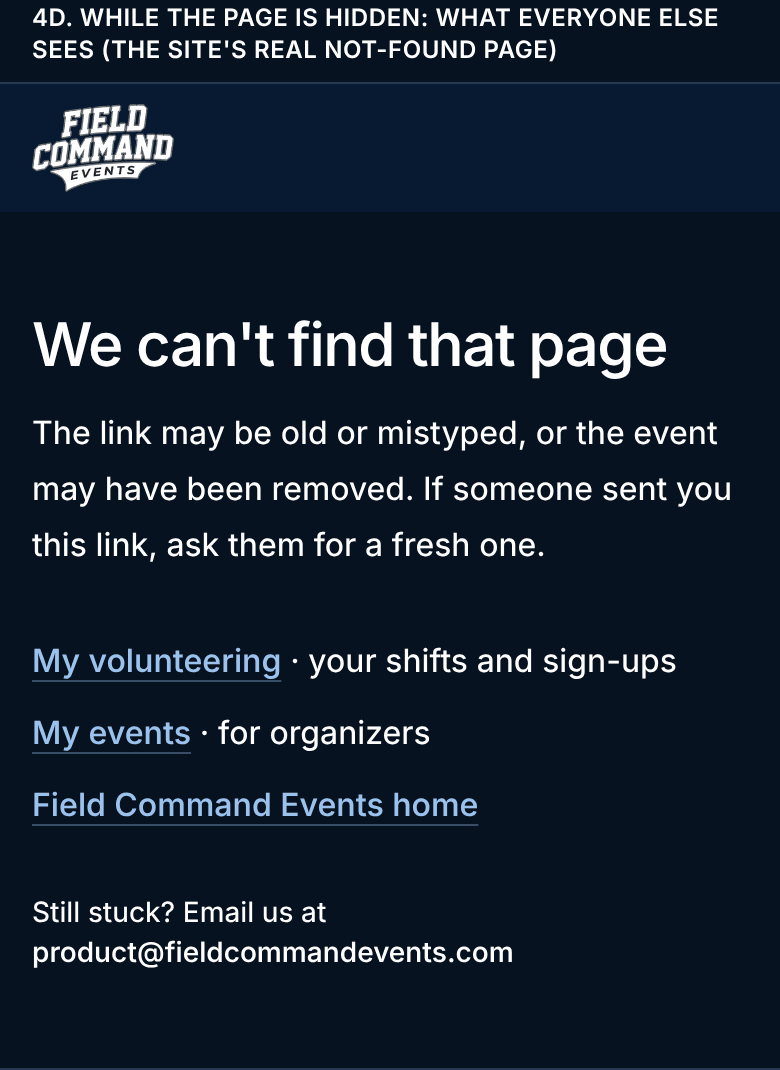 4D. WHILE THE PAGE IS HIDDEN: WHAT EVERYONE ELSE
SEES (THE SITE'S REAL NOT-FOUND PAGE)
FIELD
COMMAND
EVENTS
We can't find that page
The link may be old or mistyped, or the event
may have been removed. If someone sent you
this link, ask them for a fresh one.
My volunteering · your shifts and sign-ups
My events · for organizers
Field Command Events home
Still stuck? Email us at
product@fieldcommandevents.com